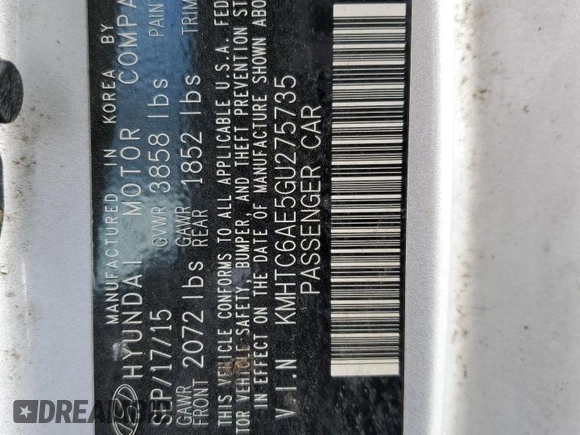 MANUFACTURED IN KOREA BY
HYUNDAI MOTOR COMPA
SEP/17/15 GVWR 3858 lbs PAINT
GAWR FRONT 2072 lbs GAWR REAR 1852 lbs TRIM
THIS VEHICLE CONFORMS TO ALL APPLICABLE U.S.A. FED
TOR VEHICLE SAFETY, BUMPER, AND THEFT PREVENTION ST
IN EFFECT ON THE DATE OF MANUFACTURE SHOWN ABO
V I N KMHTC6AE5GU275735
PASSENGER CAR